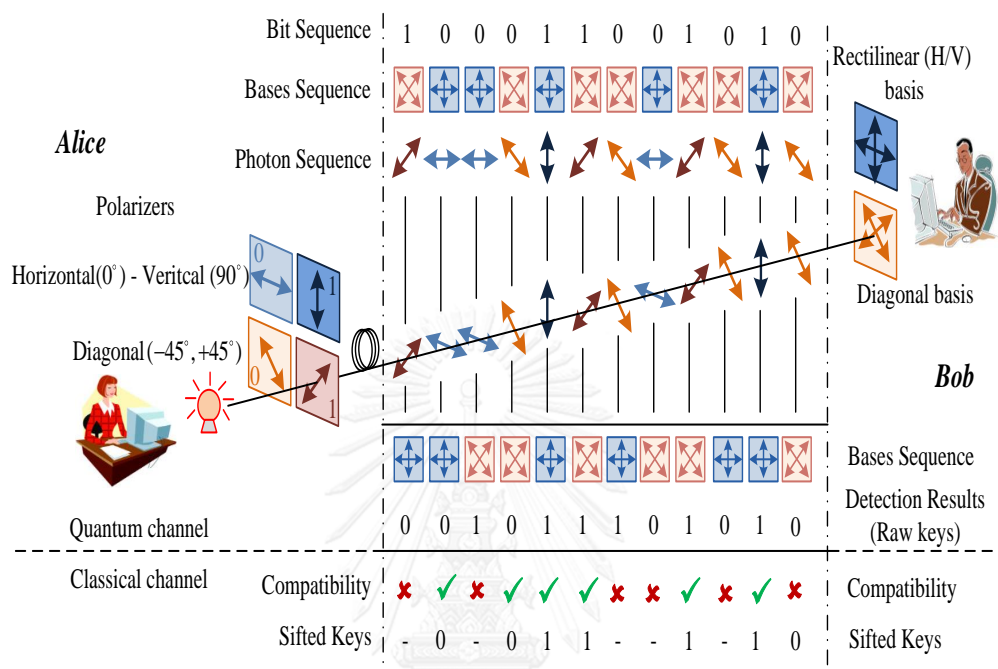 Bit Sequence 1 0 0 0 1 1 0 0 1 0 1 0
Rectilinear (H/V)
basis
Bases Sequence
Alice
Photon Sequence
Polarizers
0
1
Horizontal(0°) - Veritcal (90°)
Diagonal basis
Diagonal(−45°, +45°)
0
1
Bob
Bases Sequence
Detection Results
(Raw keys)
0 0 1 0 1 1 1 1 1 0 1 0
Quantum channel
Classical channel
Compatibility ✘ ✓ ✘ ✓ ✓ ✓ ✘ ✘ ✓ ✘ ✓ ✘ Compatibility
Sifted Keys - 0 - 0 1 1 - - 1 - 1 0 Sifted Keys